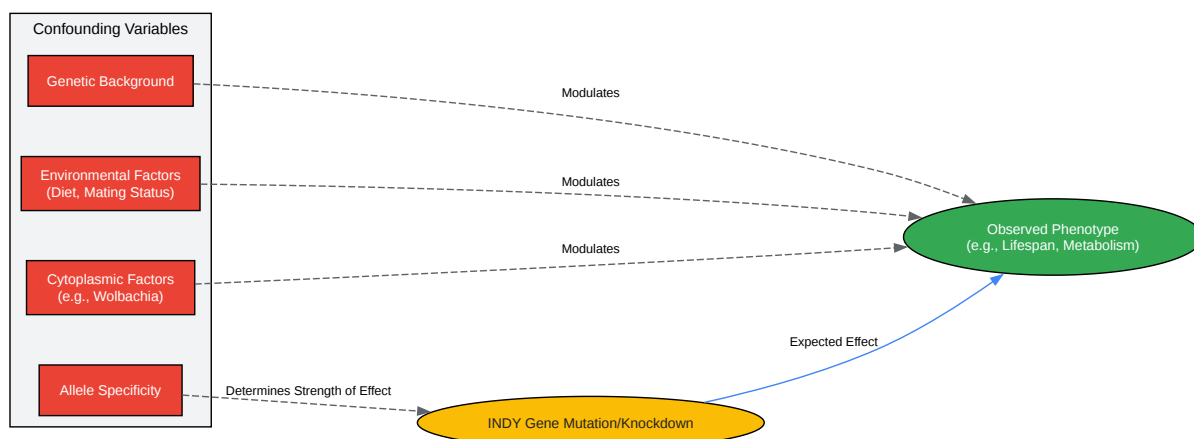 Confounding Variables
Genetic Background
Modulates
Environmental Factors
(Diet, Mating Status)
Modulates
Observed Phenotype
(e.g., Lifespan, Metabolism)
Cytoplasmic Factors
(e.g., Wolbachia)
Modulates
Expected Effect
Allele Specificity
Determines Strength of Effect
INDY Gene Mutation/Knockdown